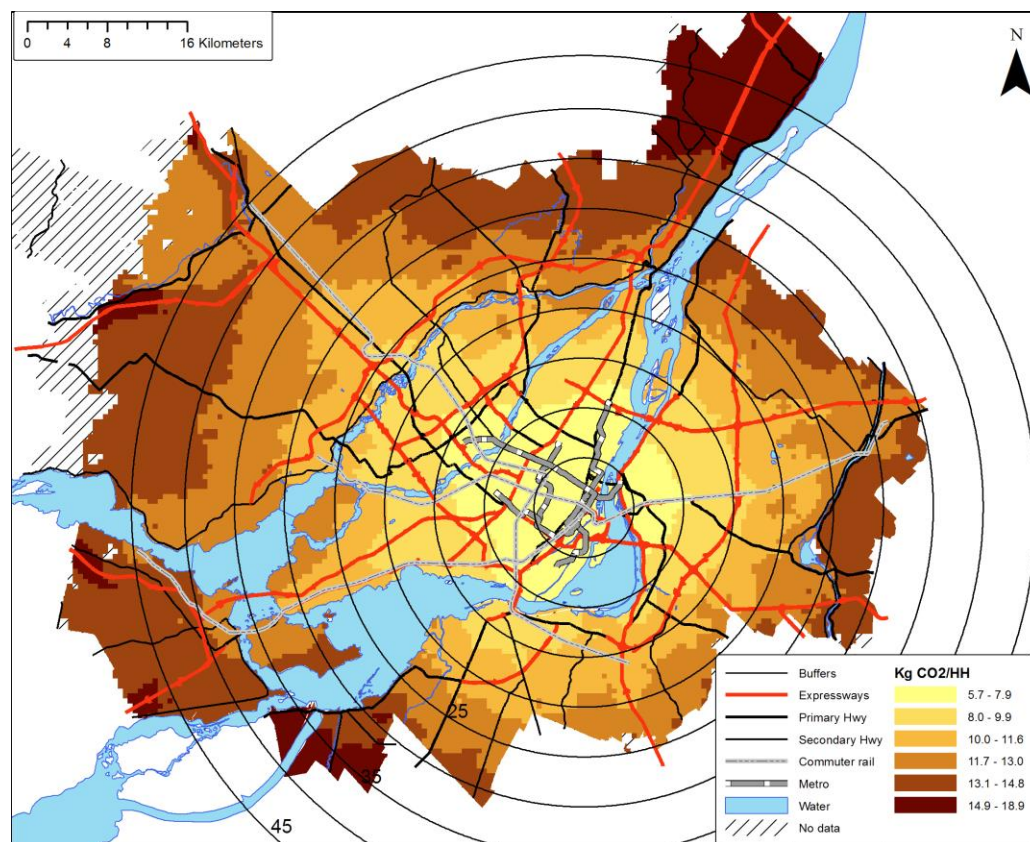 0 4 8 16 Kilometers
N
25
35
45
Buffers
Expressways
Primary Hwy
Secondary Hwy
Commuter rail
Metro
Water
No data
Kg CO2/HH
5.7 - 7.9
8.0 - 9.9
10.0 - 11.6
11.7 - 13.0
13.1 - 14.8
14.9 - 18.9